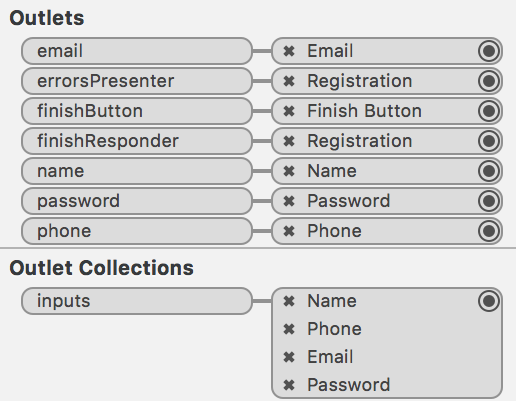 Outlets
email ✖ Email
errorsPresenter ✖ Registration
finishButton ✖ Finish Button
finishResponder ✖ Registration
name ✖ Name
password ✖ Password
phone ✖ Phone
Outlet Collections
inputs ✖ Name
✖ Phone
✖ Email
✖ Password